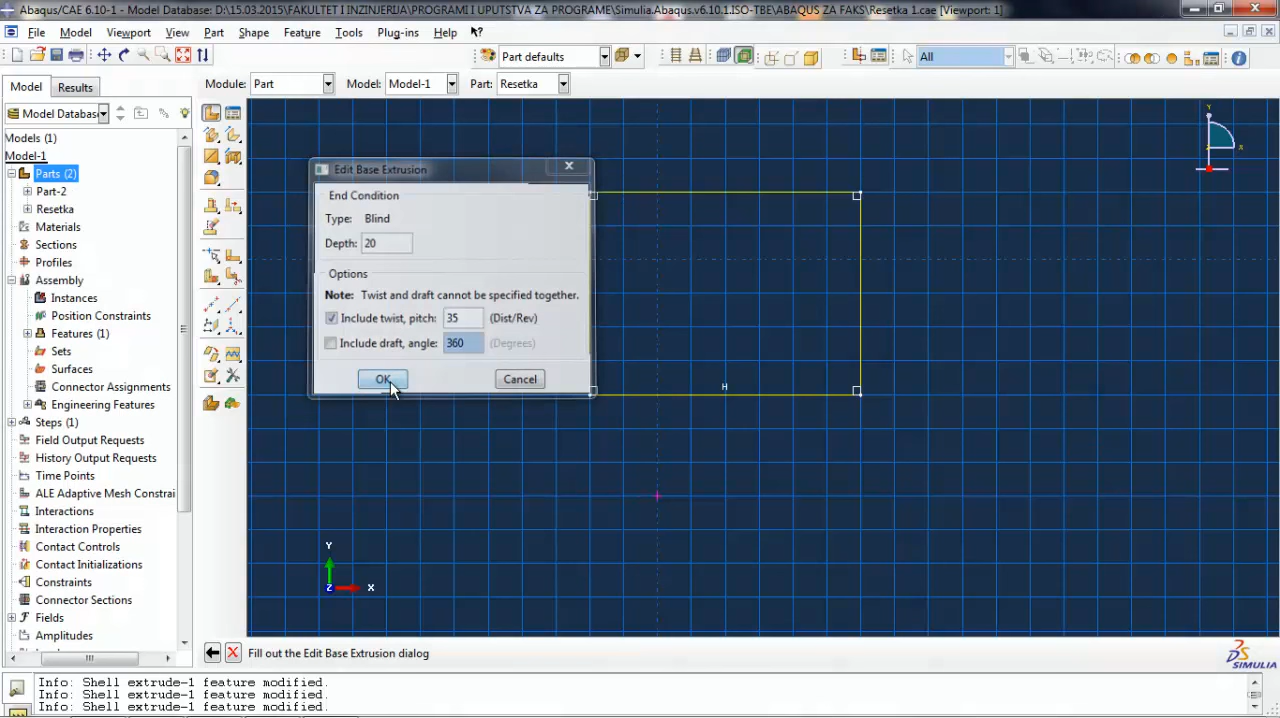 Abaqus/CAE 6.10-1 - Model Database: D:\15.03.2015\FAKULTET I INZINJERIJA\PROGRAMI I UPUTSTVA ZA PROGRAME\Simulia.Abaqus.v6.10.1.ISO-TBE\ABAQUS ZA FAKS\Resetka 1.cae [Viewport: 1]
File Model Viewport View Part Shape Feature Tools Plug-ins Help
Part defaults All
Model Results Module: Part Model: Model-1 Part: Resetka
Model Databas
Models (1)
Model-1
Parts (2)
Part-2
Resetka
Materials
Sections
Profiles
Assembly
Instances
Position Constraints
Features (1)
Sets
Surfaces
Connector Assignments
Engineering Features
Steps (1)
Field Output Requests
History Output Requests
Time Points
ALE Adaptive Mesh Constrai
Interactions
Interaction Properties
Contact Controls
Contact Initializations
Constraints
Connector Sections
Fields
Amplitudes
Edit Base Extrusion
End Condition
Type: Blind
Depth: 20
Options
Note: Twist and draft cannot be specified together.
Include twist, pitch: 35 (Dist/Rev)
Include draft, angle: 360 (Degrees)
OK Cancel
H
Y
X
Y
Z X
Fill out the Edit Base Extrusion dialog
SIMULIA
Info: Shell extrude-1 feature modified.
Info: Shell extrude-1 feature modified.
Info: Shell extrude-1 feature modified.